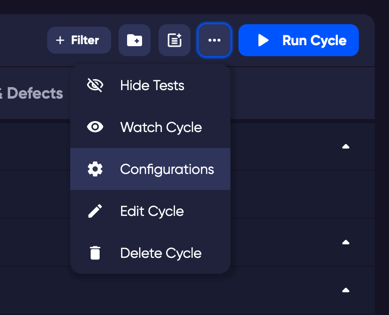 + Filter
Run Cycle
& Defects
Hide Tests
Watch Cycle
Configurations
Edit Cycle
Delete Cycle